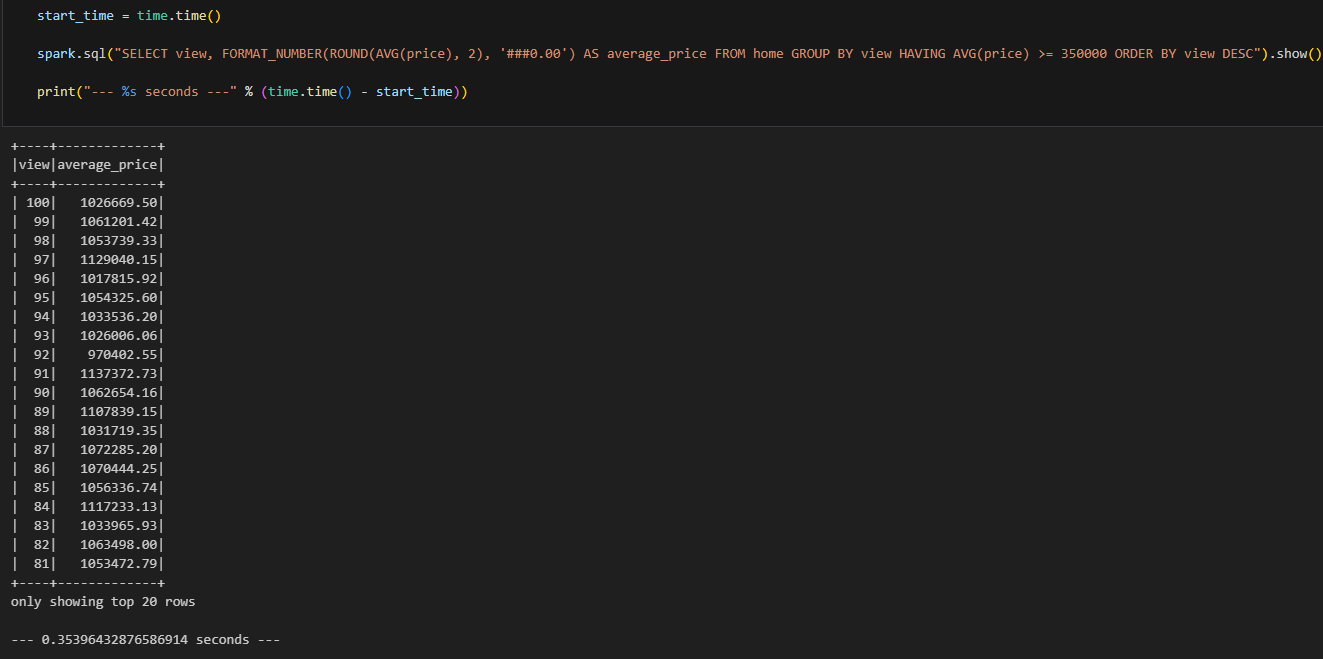 start_time = time.time()
spark.sql("SELECT view, FORMAT_NUMBER(ROUND(AVG(price), 2), '###0.00') AS average_price FROM home GROUP BY view HAVING AVG(price) >= 350000 ORDER BY view DESC").show()
print("--- %s seconds ---" % (time.time() - start_time))
+----+-------------+
|view|average_price|
+----+-------------+
| 100|   1026669.50|
|  99|   1061201.42|
|  98|   1053739.33|
|  97|   1129040.15|
|  96|   1017815.92|
|  95|   1054325.60|
|  94|   1033536.20|
|  93|   1026006.06|
|  92|    970402.55|
|  91|   1137372.73|
|  90|   1062654.16|
|  89|   1107839.15|
|  88|   1031719.35|
|  87|   1072285.20|
|  86|   1070444.25|
|  85|   1056336.74|
|  84|   1117233.13|
|  83|   1033965.93|
|  82|   1063498.00|
|  81|   1053472.79|
+----+-------------+
only showing top 20 rows
--- 0.35396432876586914 seconds ---